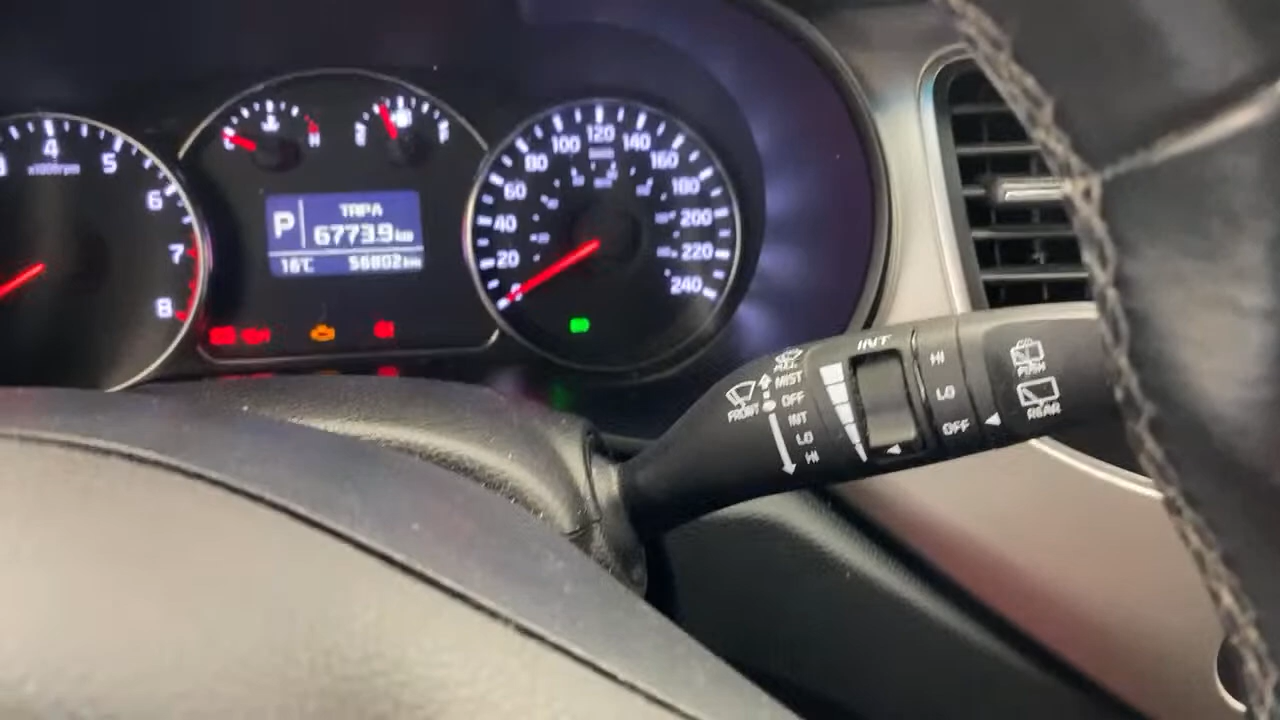 4
x1000rpm
5
6
7
8
H
P
TRIP A
6773.9 km
16°C
56802 km
0
20
40
60
80
100
120
140
160
180
200
220
240
FRONT
MIST
OFF
INT
LO
HI
INT
HI
LO
OFF
PUSH
REAR